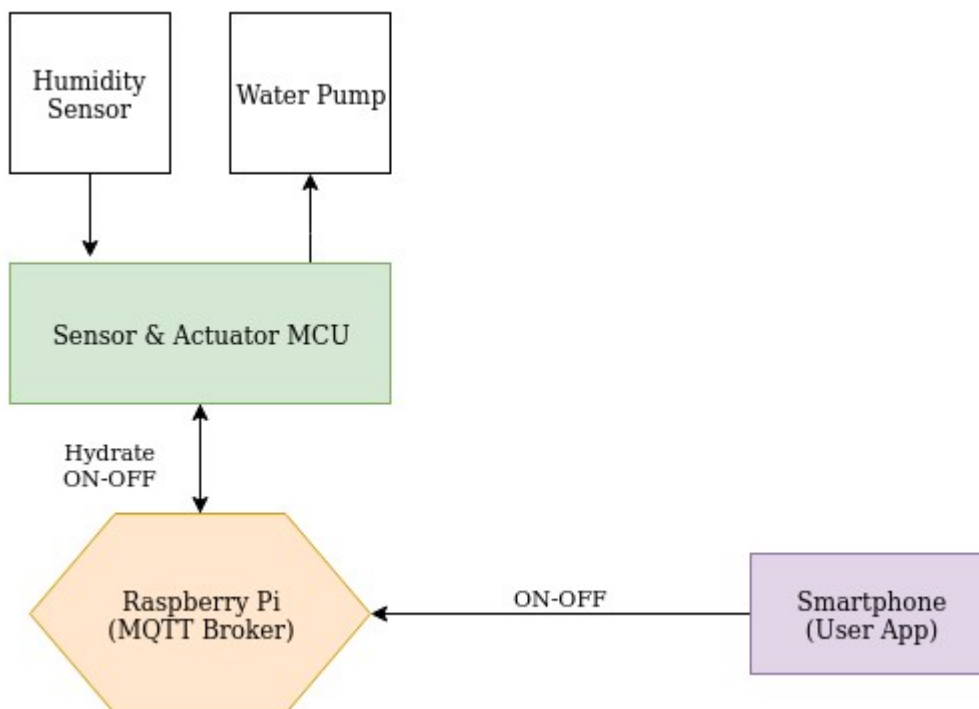 Humidity
Sensor
Water Pump
Sensor & Actuator MCU
Hydrate
ON-OFF
Raspberry Pi
(MQTT Broker)
ON-OFF
Smartphone
(User App)